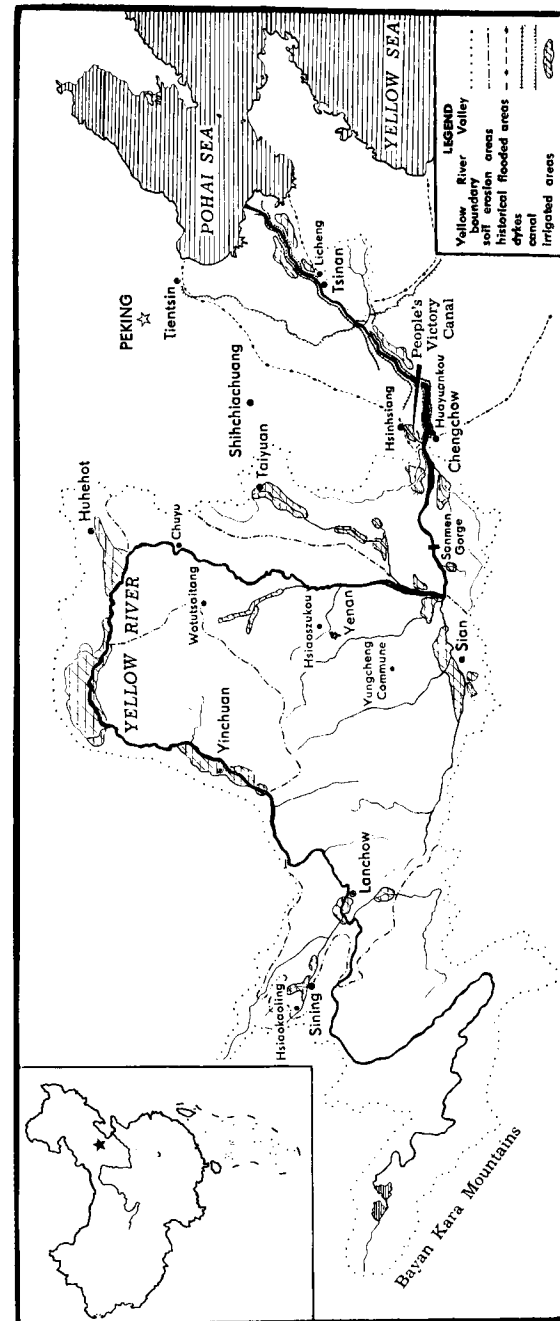 POHAI SEA
YELLOW SEA
LEGEND
Yellow River Valley
boundary
soil erosion areas
historical flooded areas
dykes
canal
irrigated areas
PEKING
Tientsin
Licheng
Tsinan
Shihchiachuang
People's
Victory
Canal
Hsinhsiang
Huayuankou
Chengchow
Taiyuan
Huhehot
Chuyu
YELLOW RIVER
Wotutsaitang
Hsiaoszukou
Yenan
Yungcheng
Commune
Sanmen
Gorge
Sian
Yinchuan
Lanchow
Hsiaokaoling
Sining
Bayan Kara Mountains